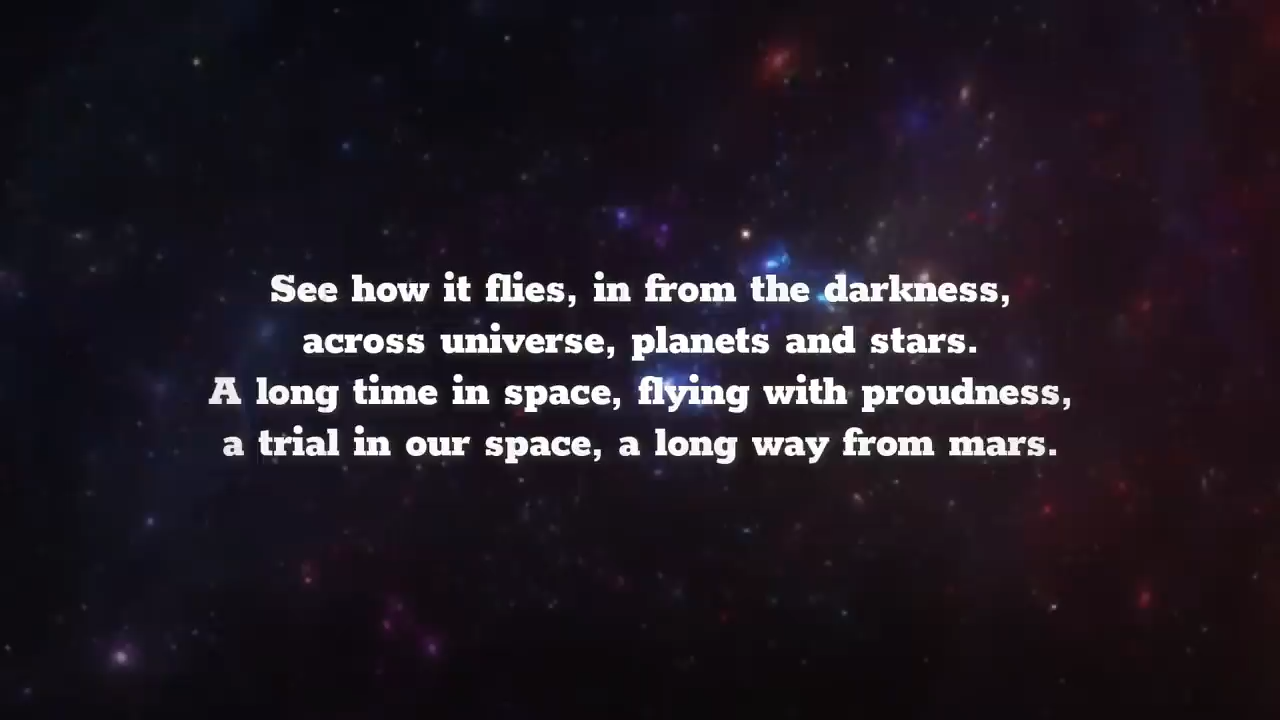 See how it flies, in from the darkness,
across universe, planets and stars.
A long time in space, flying with proudness,
a trial in our space, a long way from mars.